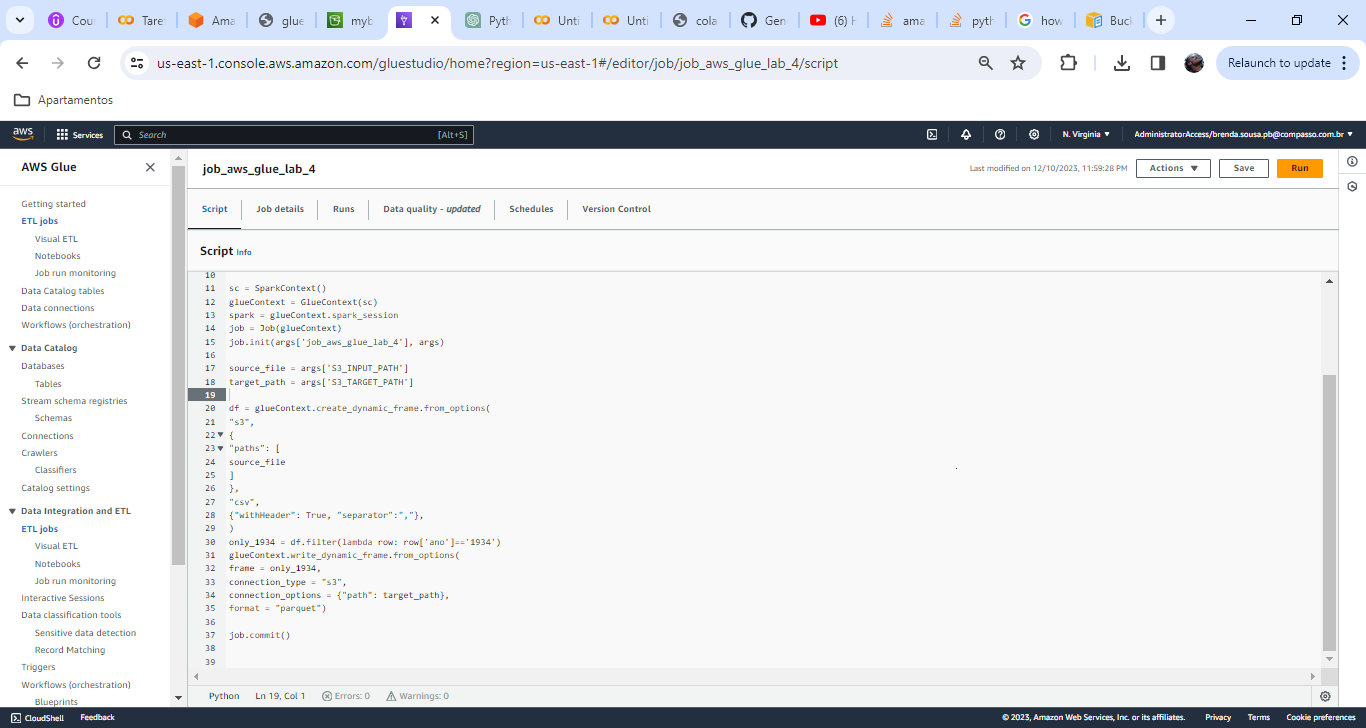 Cour
Tare
Ama
glue
myb
Pyth
Unti
Unti
cola
Gen
(6) H
ama
pyth
how
Buck
us-east-1.console.aws.amazon.com/gluestudio/home?region=us-east-1#/editor/job/job_aws_glue_lab_4/script
Relaunch to update
Apartamentos
aws
Services
Search
[Alt+S]
N. Virginia ▼
AdministratorAccess/brenda.sousa.pb@compasso.com.br ▼
AWS Glue
Getting started
ETL jobs
Visual ETL
Notebooks
Job run monitoring
Data Catalog tables
Data connections
Workflows (orchestration)
Data Catalog
Databases
Tables
Stream schema registries
Schemas
Connections
Crawlers
Classifiers
Catalog settings
Data Integration and ETL
ETL jobs
Visual ETL
Notebooks
Job run monitoring
Interactive Sessions
Data classification tools
Sensitive data detection
Record Matching
Triggers
Workflows (orchestration)
Blueprints
job_aws_glue_lab_4
Last modified on 12/10/2023, 11:59:28 PM
Actions ▼
Save
Run
Script
Job details
Runs
Data quality - updated
Schedules
Version Control
Script Info
10
11 sc = SparkContext()
12 glueContext = GlueContext(sc)
13 spark = glueContext.spark_session
14 job = Job(glueContext)
15 job.init(args['job_aws_glue_lab_4'], args)
16
17 source_file = args['S3_INPUT_PATH']
18 target_path = args['S3_TARGET_PATH']
19
20 df = glueContext.create_dynamic_frame.from_options(
21 "s3",
22 {
23 "paths": [
24 source_file
25 ]
26 },
27 "csv",
28 {"withHeader": True, "separator":","},
29 )
30 only_1934 = df.filter(lambda row: row['ano']=='1934')
31 glueContext.write_dynamic_frame.from_options(
32 frame = only_1934,
33 connection_type = "s3",
34 connection_options = {"path": target_path},
35 format = "parquet")
36
37 job.commit()
38
39
Python
Ln 19, Col 1
Errors: 0
Warnings: 0
CloudShell
Feedback
© 2023, Amazon Web Services, Inc. or its affiliates.
Privacy
Terms
Cookie preferences